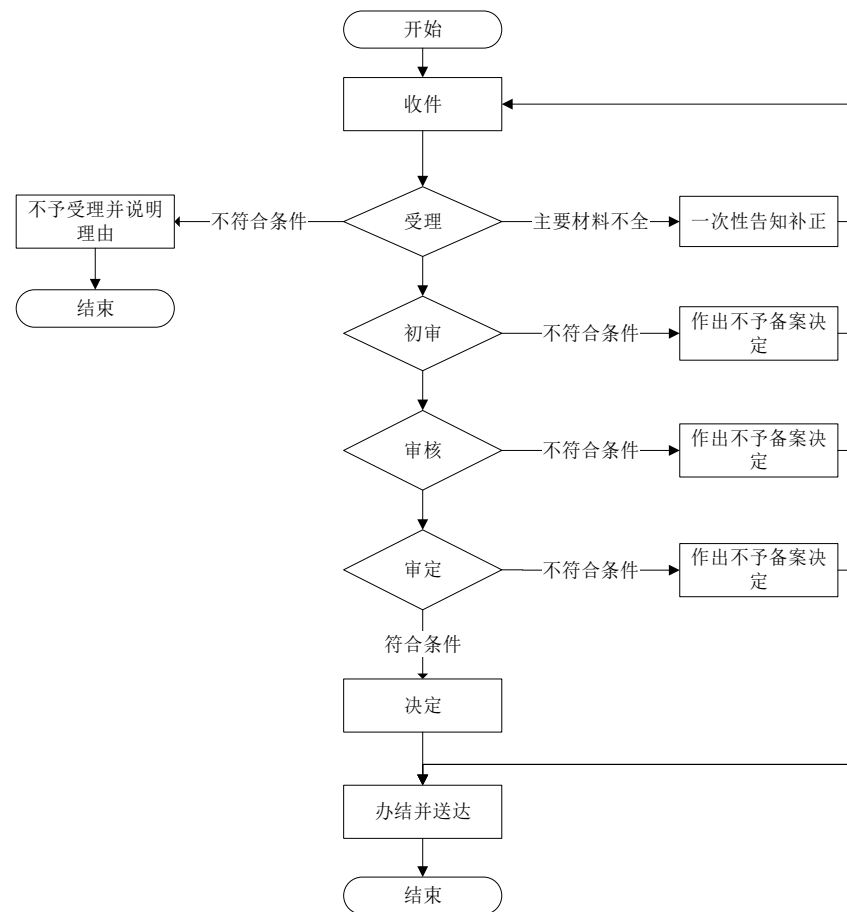 开始
收件
不予受理并说明
理由
不符合条件
受理
主要材料不全
一次性告知补正
结束
初审
不符合条件
作出不予备案决
定
审核
不符合条件
作出不予备案决
定
审定
不符合条件
作出不予备案决
定
符合条件
决定
办结并送达
结束